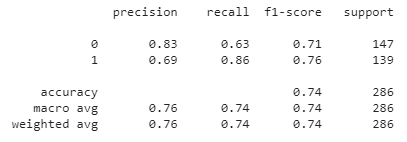 precision recall f1-score support
0 0.83 0.63 0.71 147
1 0.69 0.86 0.76 139
accuracy 0.74 286
macro avg 0.76 0.74 0.74 286
weighted avg 0.76 0.74 0.74 286